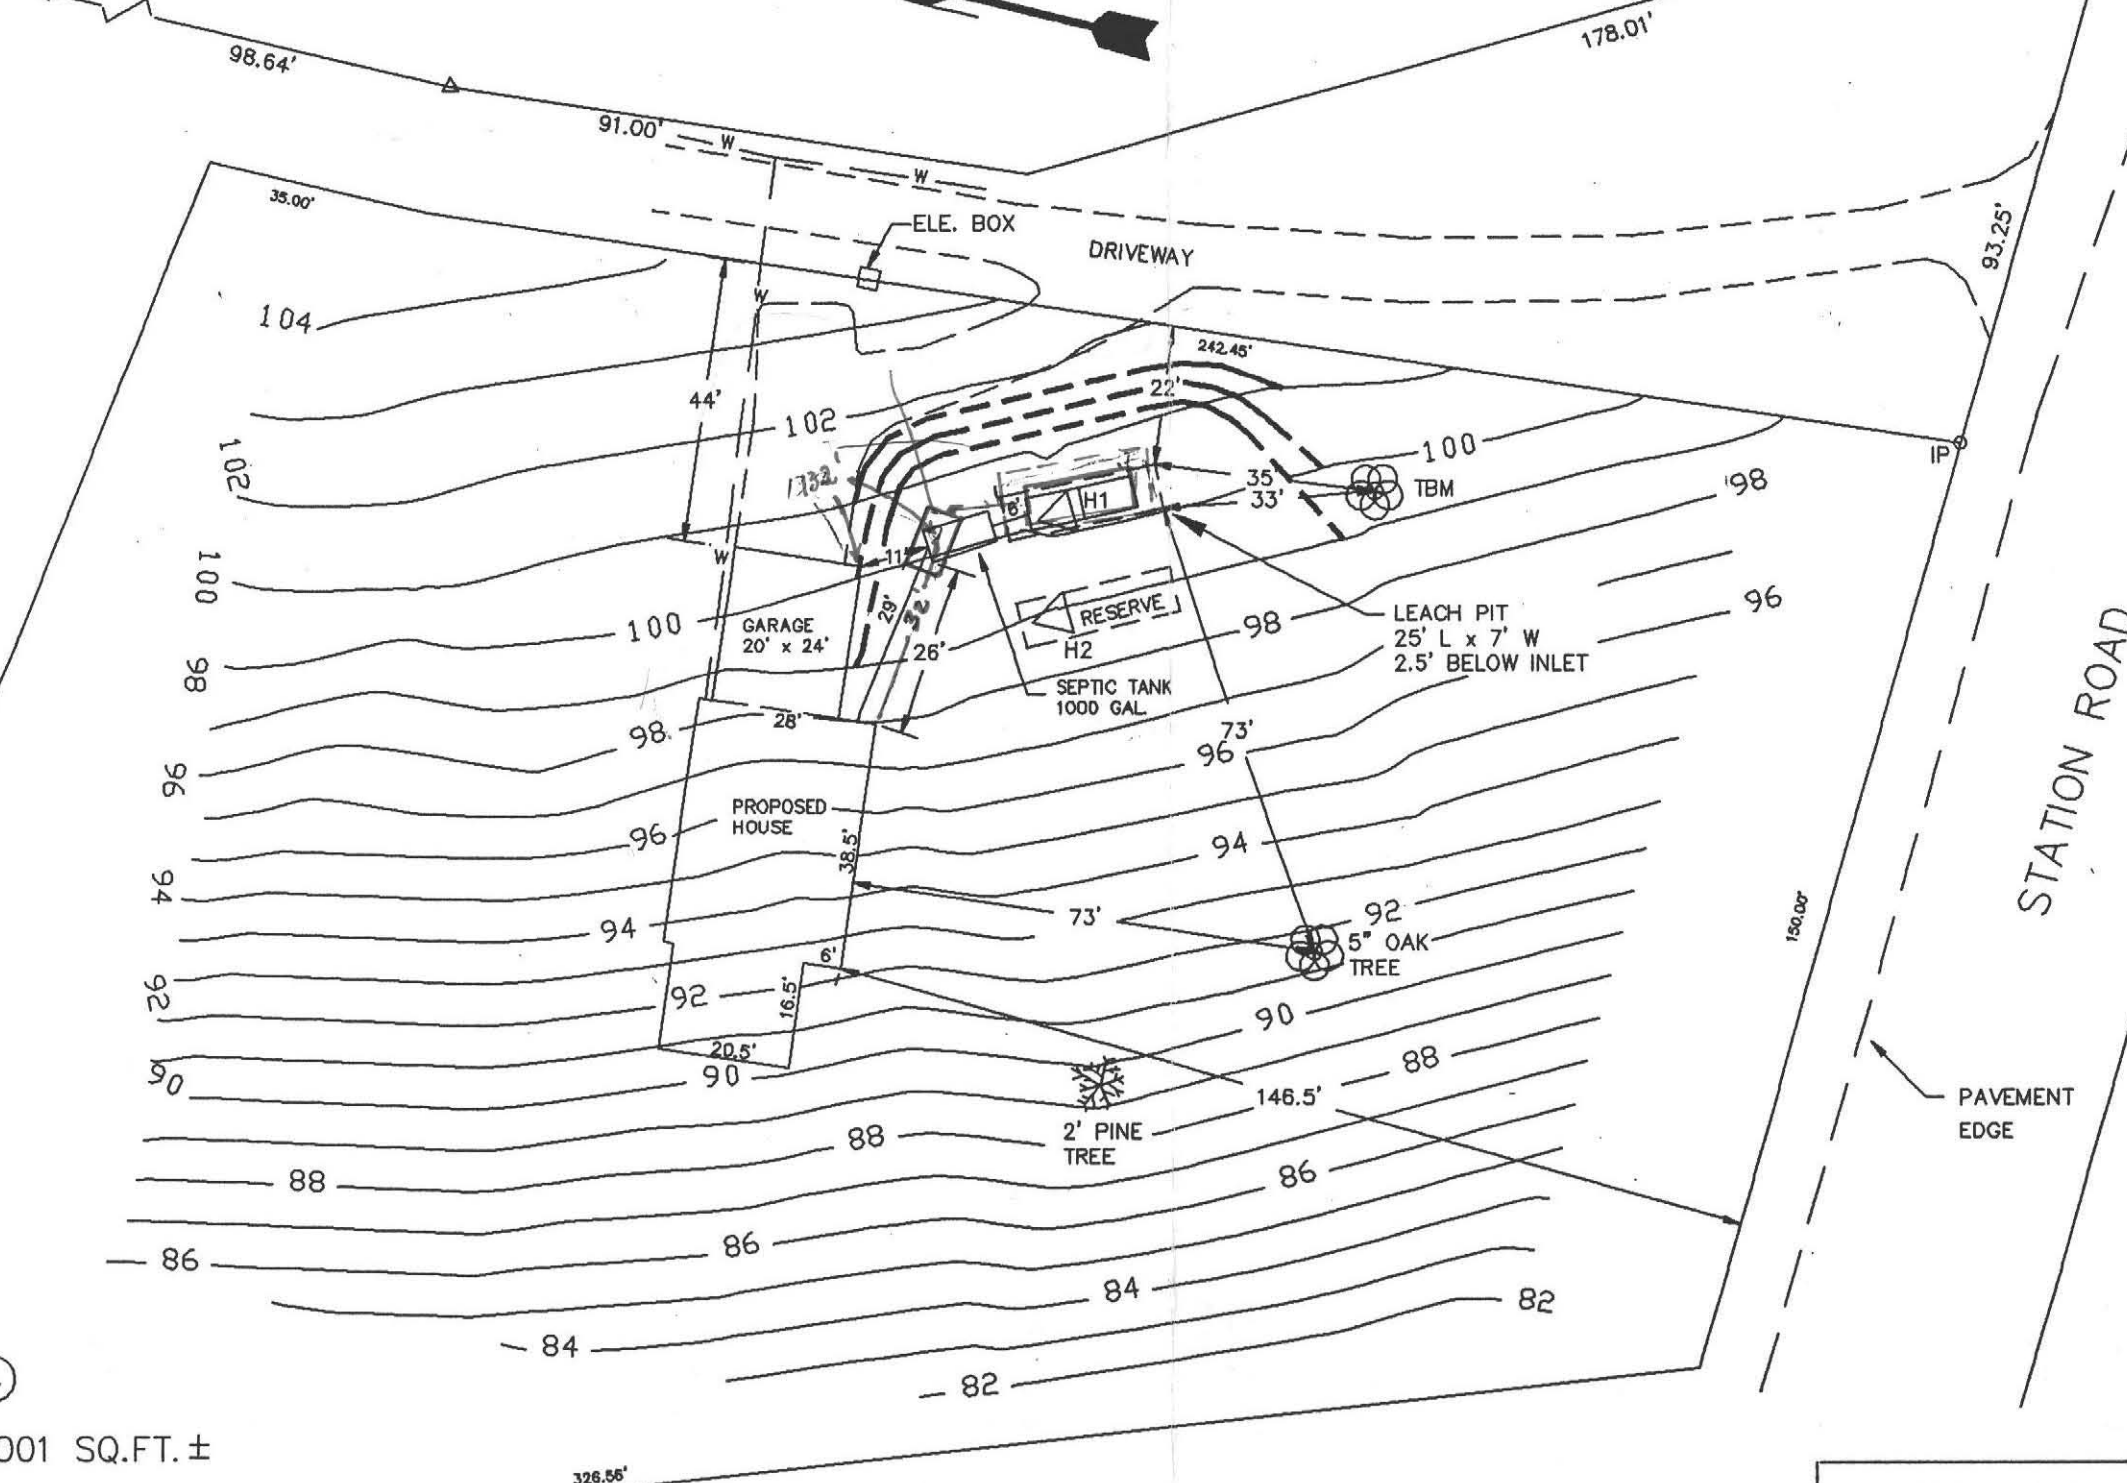 98.64'
178.01'
91.00'
W
W
35.00'
ELE. BOX
DRIVEWAY
93.25'
W
104
242.45'
44'
22'
102
102
100
IP
35'
TBM
98
H1
6'
33'
W
11'
100
29'
32'
LEACH PIT
25' L x 7' W
2.5' BELOW INLET
96
RESERVE
98
GARAGE
20' x 24'
100
26'
H2
98
SEPTIC TANK
1000 GAL.
STATION ROAD
28'
98
73'
96
96
PROPOSED
HOUSE
96
38.5'
94
94
73'
92
150.00'
94
5" OAK
TREE
6'
92
92
16.5'
90
20.5'
90
90
88
146.5'
PAVEMENT
EDGE
2' PINE
TREE
88
88
86
86
86
84
82
84
82
001 SQ.FT.±
326.56'